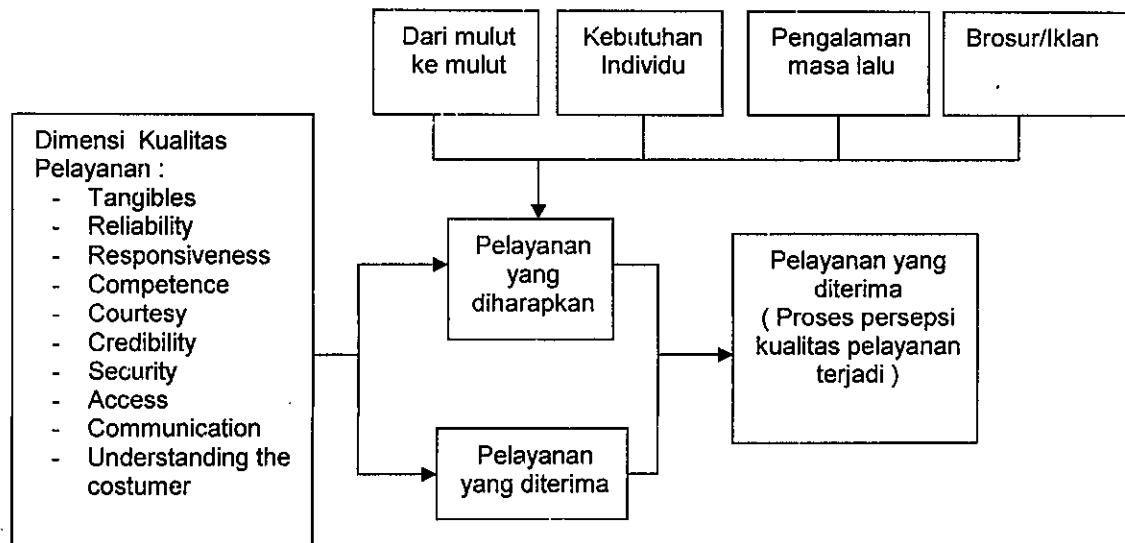 Dari mulut
ke mulut
Kebutuhan
Individu
Pengalaman
masa lalu
Brosur/Iklan
Dimensi Kualitas
Pelayanan :
- Tangibles
- Reliability
- Responsiveness
- Competence
- Courtesy
- Credibility
- Security
- Access
- Communication
- Understanding the
costumer
Pelayanan
yang
diharapkan
Pelayanan
yang diterima
Pelayanan yang
diterima
( Proses persepsi
kualitas pelayanan
terjadi )